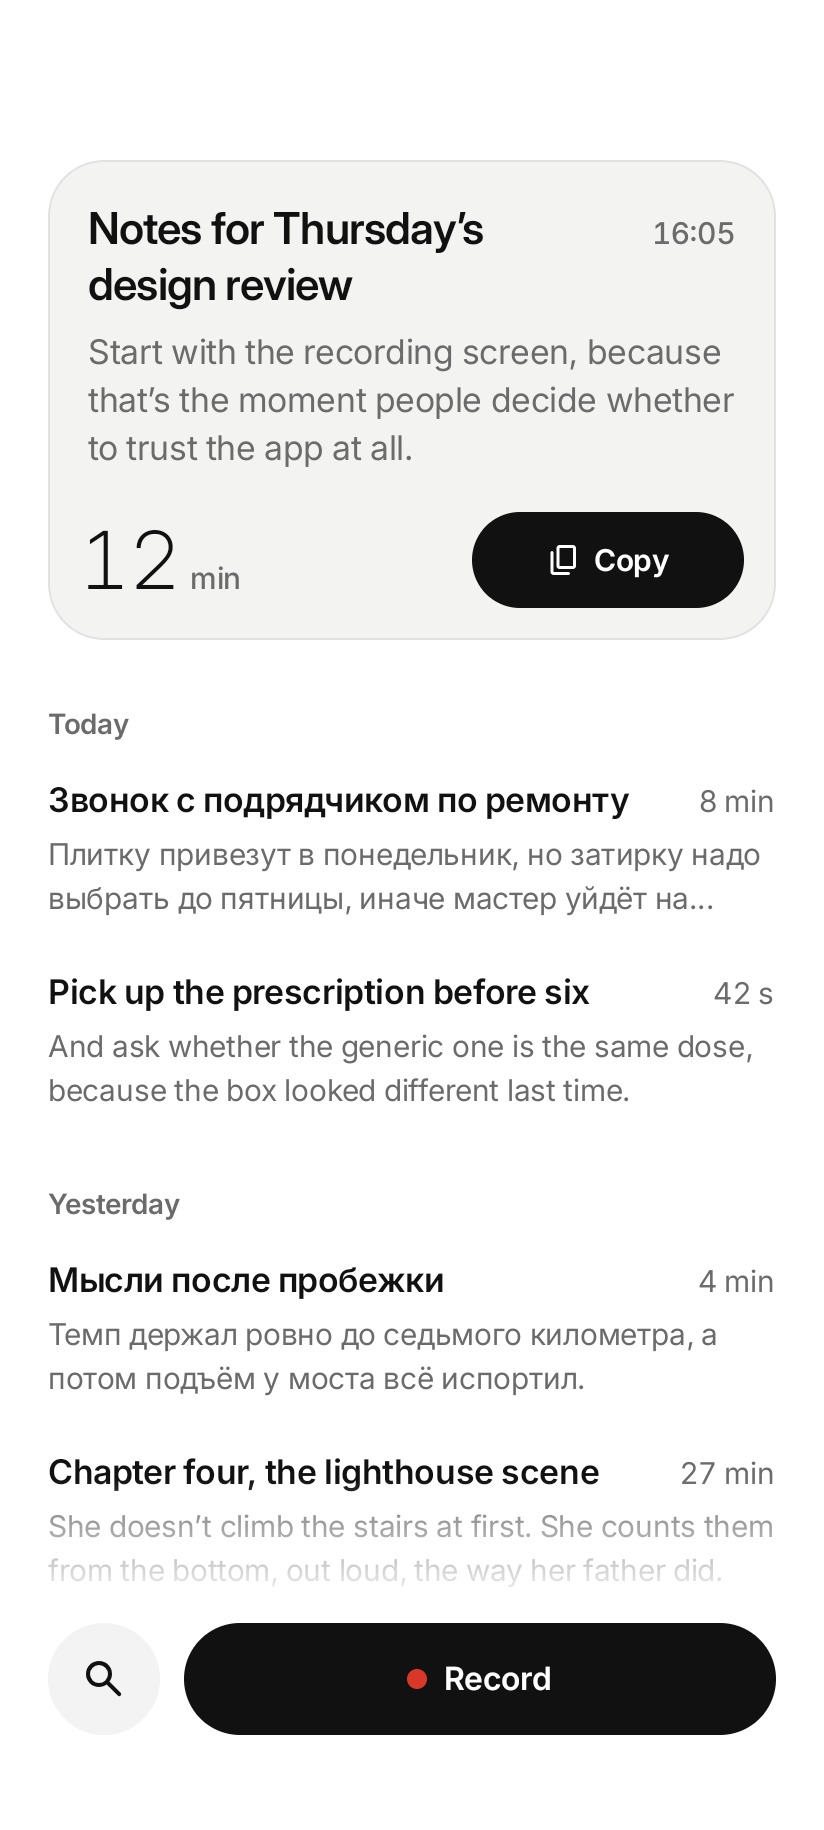 Notes for Thursday’s
16:05
design review
Start with the recording screen, because
that’s the moment people decide whether
to trust the app at all.
12 min
Copy
Today
Звонок с подрядчиком по ремонту
8 min
Плитку привезут в понедельник, но затирку надо
выбрать до пятницы, иначе мастер уйдёт на...
Pick up the prescription before six
42 s
And ask whether the generic one is the same dose,
because the box looked different last time.
Yesterday
Мысли после пробежки
4 min
Темп держал ровно до седьмого километра, а
потом подъём у моста всё испортил.
Chapter four, the lighthouse scene
27 min
She doesn’t climb the stairs at first. She counts them
from the bottom, out loud, the way her father did.
Record